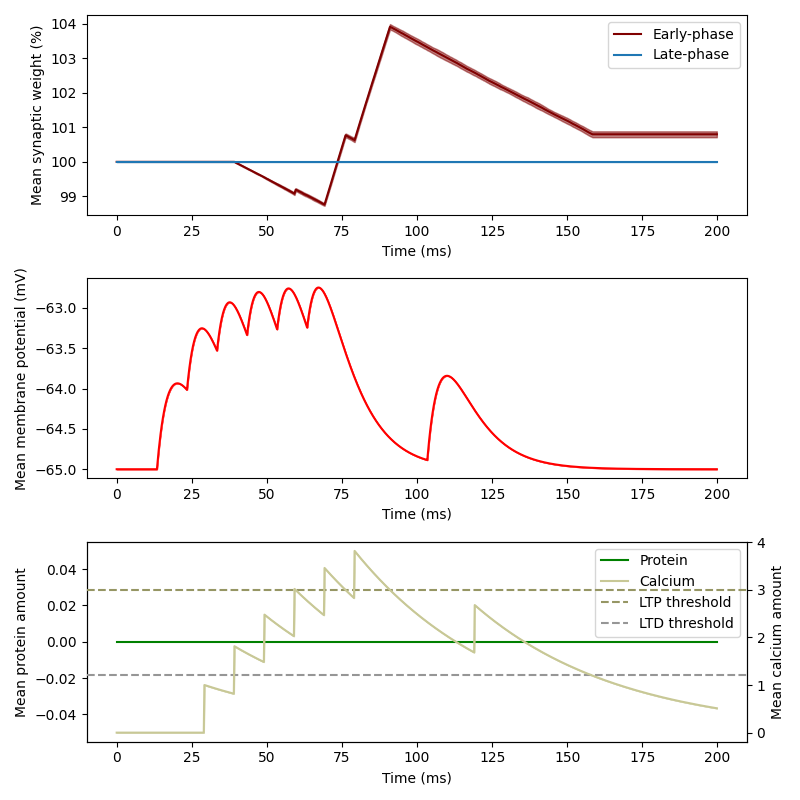 104
103
102
101
100
99
Mean synaptic weight (%)
Early-phase
Late-phase
0 25 50 75 100 125 150 175 200
Time (ms)
−63.0
−63.5
−64.0
−64.5
−65.0
Mean membrane potential (mV)
0 25 50 75 100 125 150 175 200
Time (ms)
0.04
0.02
0.00
−0.02
−0.04
Mean protein amount
Protein
Calcium
LTP threshold
LTD threshold
4
3
2
1
0
Mean calcium amount
0 25 50 75 100 125 150 175 200
Time (ms)